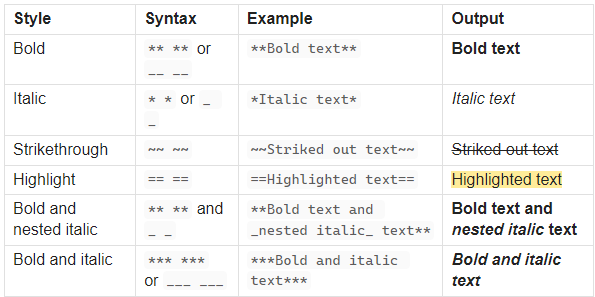 Style Syntax Example Output
Bold ** ** or __ __ **Bold text** Bold text
Italic * * or _ _ *Italic text* Italic text
Strikethrough ~~ ~~ ~~Striked out text~~ Striked out text
Highlight == == ==Highlighted text== Highlighted text
Bold and nested italic ** ** and _ _ **Bold text and _nested italic_ text** Bold text and nested italic text
Bold and italic *** *** or ___ ___ ***Bold and italic text*** Bold and italic text